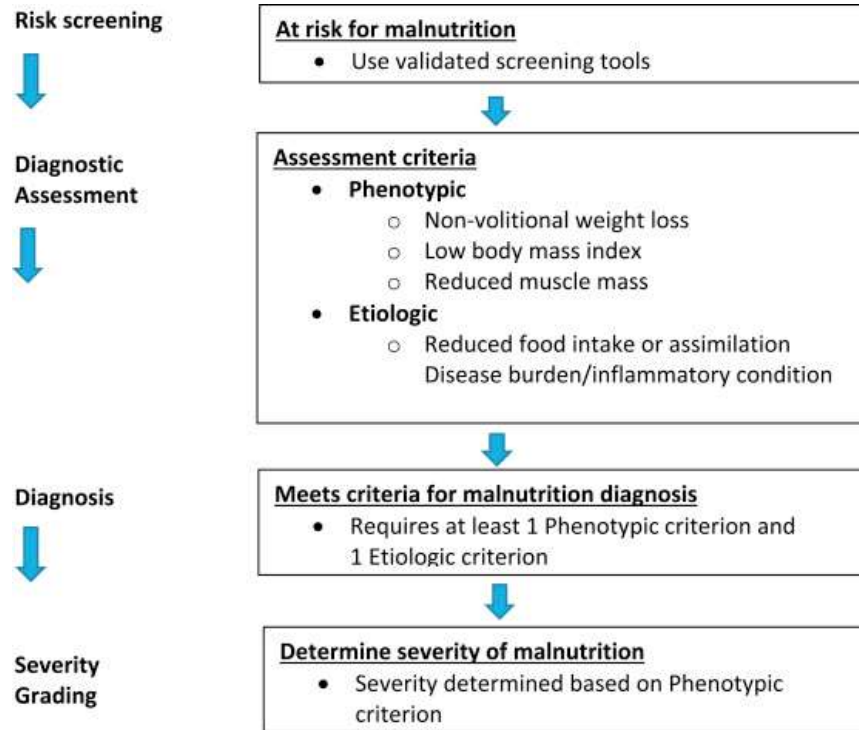 Risk screening
At risk for malnutrition
• Use validated screening tools
Diagnostic
Assessment
Assessment criteria
• Phenotypic
○ Non-volitional weight loss
○ Low body mass index
○ Reduced muscle mass
• Etiologic
○ Reduced food intake or assimilation
Disease burden/inflammatory condition
Diagnosis
Meets criteria for malnutrition diagnosis
• Requires at least 1 Phenotypic criterion and
1 Etiologic criterion
Severity
Grading
Determine severity of malnutrition
• Severity determined based on Phenotypic
criterion